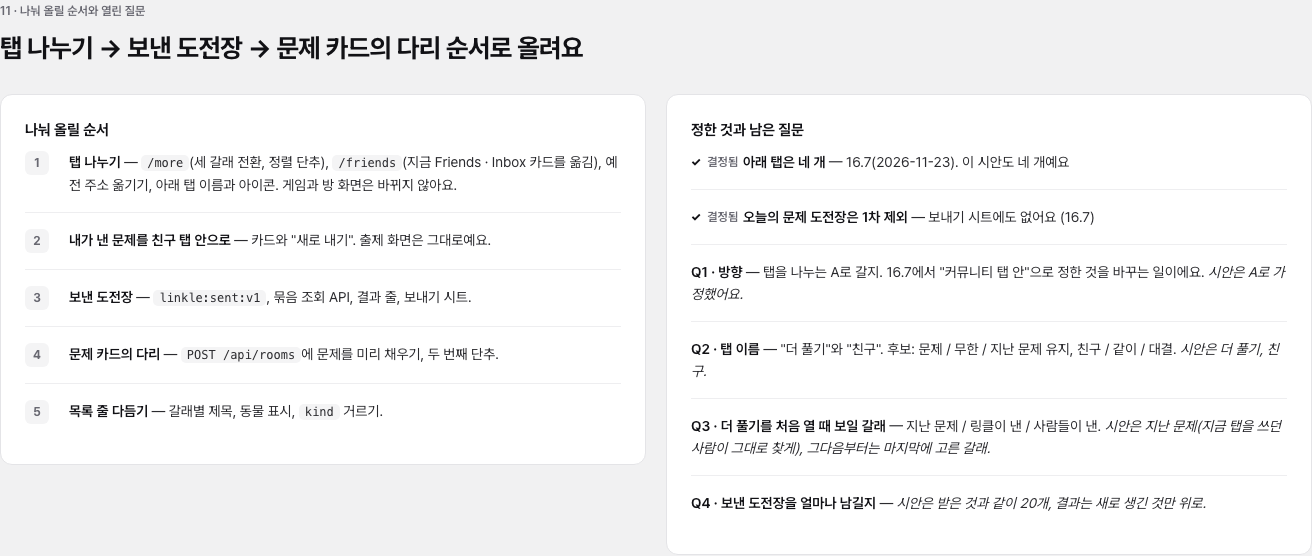 11 · 나눠 올릴 순서와 열린 질문
탭 나누기 → 보낸 도전장 → 문제 카드의 다리 순서로 올려요
나눠 올릴 순서
1 탭 나누기 — /more (세 갈래 전환, 정렬 단추), /friends (지금 Friends · Inbox 카드를 옮김), 예
전 주소 옮기기, 아래 탭 이름과 아이콘. 게임과 방 화면은 바뀌지 않아요.
2 내가 낸 문제를 친구 탭 안으로 — 카드와 "새로 내기". 출제 화면은 그대로예요.
3 보낸 도전장 — linkle:sent:v1 , 묶음 조회 API, 결과 줄, 보내기 시트.
4 문제 카드의 다리 — POST /api/rooms 에 문제를 미리 채우기, 두 번째 단추.
5 목록 줄 다듬기 — 갈래별 제목, 동물 표시, kind 거르기.
정한 것과 남은 질문
✓ 결정됨 아래 탭은 네 개 — 16.7(2026-11-23). 이 시안도 네 개예요
✓ 결정됨 오늘의 문제 도전장은 1차 제외 — 보내기 시트에도 없어요 (16.7)
Q1 · 방향 — 탭을 나누는 A로 갈지. 16.7에서 "커뮤니티 탭 안"으로 정한 것을 바꾸는 일이에요. 시안은 A로 가
정했어요.
Q2 · 탭 이름 — "더 풀기"와 "친구". 후보: 문제 / 무한 / 지난 문제 유지, 친구 / 같이 / 대결. 시안은 더 풀기, 친
구.
Q3 · 더 풀기를 처음 열 때 보일 갈래 — 지난 문제 / 링클이 낸 / 사람들이 낸. 시안은 지난 문제(지금 탭을 쓰던
사람이 그대로 찾게), 그다음부터는 마지막에 고른 갈래.
Q4 · 보낸 도전장을 얼마나 남길지 — 시안은 받은 것과 같이 20개, 결과는 새로 생긴 것만 위로.